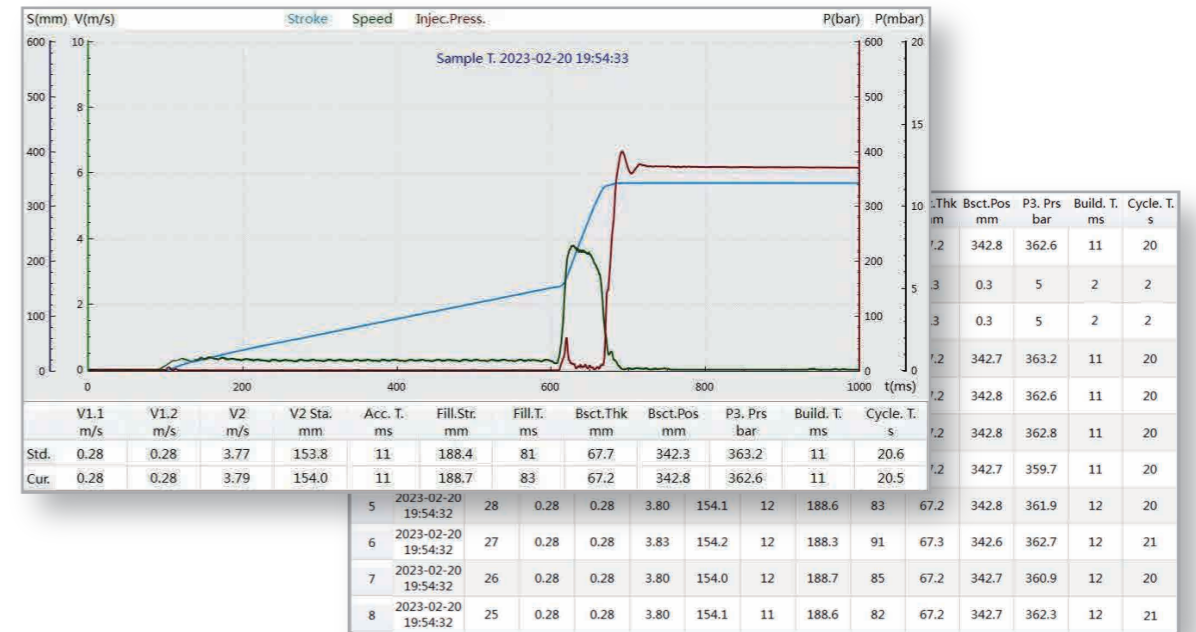 S(mm) V(m/s) Stroke Speed Injec.Press. P(bar) P(mbar)
600 10 600 20
Sample T. 2023-02-20 19:54:33
500 8 500
15
400 6 400
300 300 10
4
200 200
5
2
100 100
0 0 0 0
0 200 400 600 800 1000 t(ms)
V1.1 V1.2 V2 V2 Sta. Acc. T. Fill.Str. Fill.T. Bsct.Thk Bsct.Pos P3. Prs Build. T. Cycle. T.
m/s m/s m/s mm ms mm ms mm mm bar ms s
Std. 0.28 0.28 3.77 153.8 11 188.4 81 67.7 342.3 363.2 11 20.6
Cur. 0.28 0.28 3.79 154.0 11 188.7 83 67.2 342.8 362.6 11 20.5
.Thk Bsct.Pos P3. Prs Build. T. Cycle. T.
m mm bar ms s
7.2 342.8 362.6 11 20
.3 0.3 5 2 2
.3 0.3 5 2 2
7.2 342.7 363.2 11 20
7.2 342.8 362.6 11 20
7.2 342.8 362.8 11 20
7.2 342.7 359.7 11 20
5 2023-02-20 28 0.28 0.28 3.80 154.1 12 188.6 83 67.2 342.8 361.9 12 20
19:54:32
6 2023-02-20 27 0.28 0.28 3.83 154.2 12 188.3 91 67.3 342.6 362.7 12 21
19:54:32
7 2023-02-20 26 0.28 0.28 3.80 154.0 12 188.7 85 67.2 342.7 360.9 12 20
19:54:32
8 2023-02-20 25 0.28 0.28 3.80 154.1 11 188.6 82 67.2 342.7 362.3 12 21
19:54:32